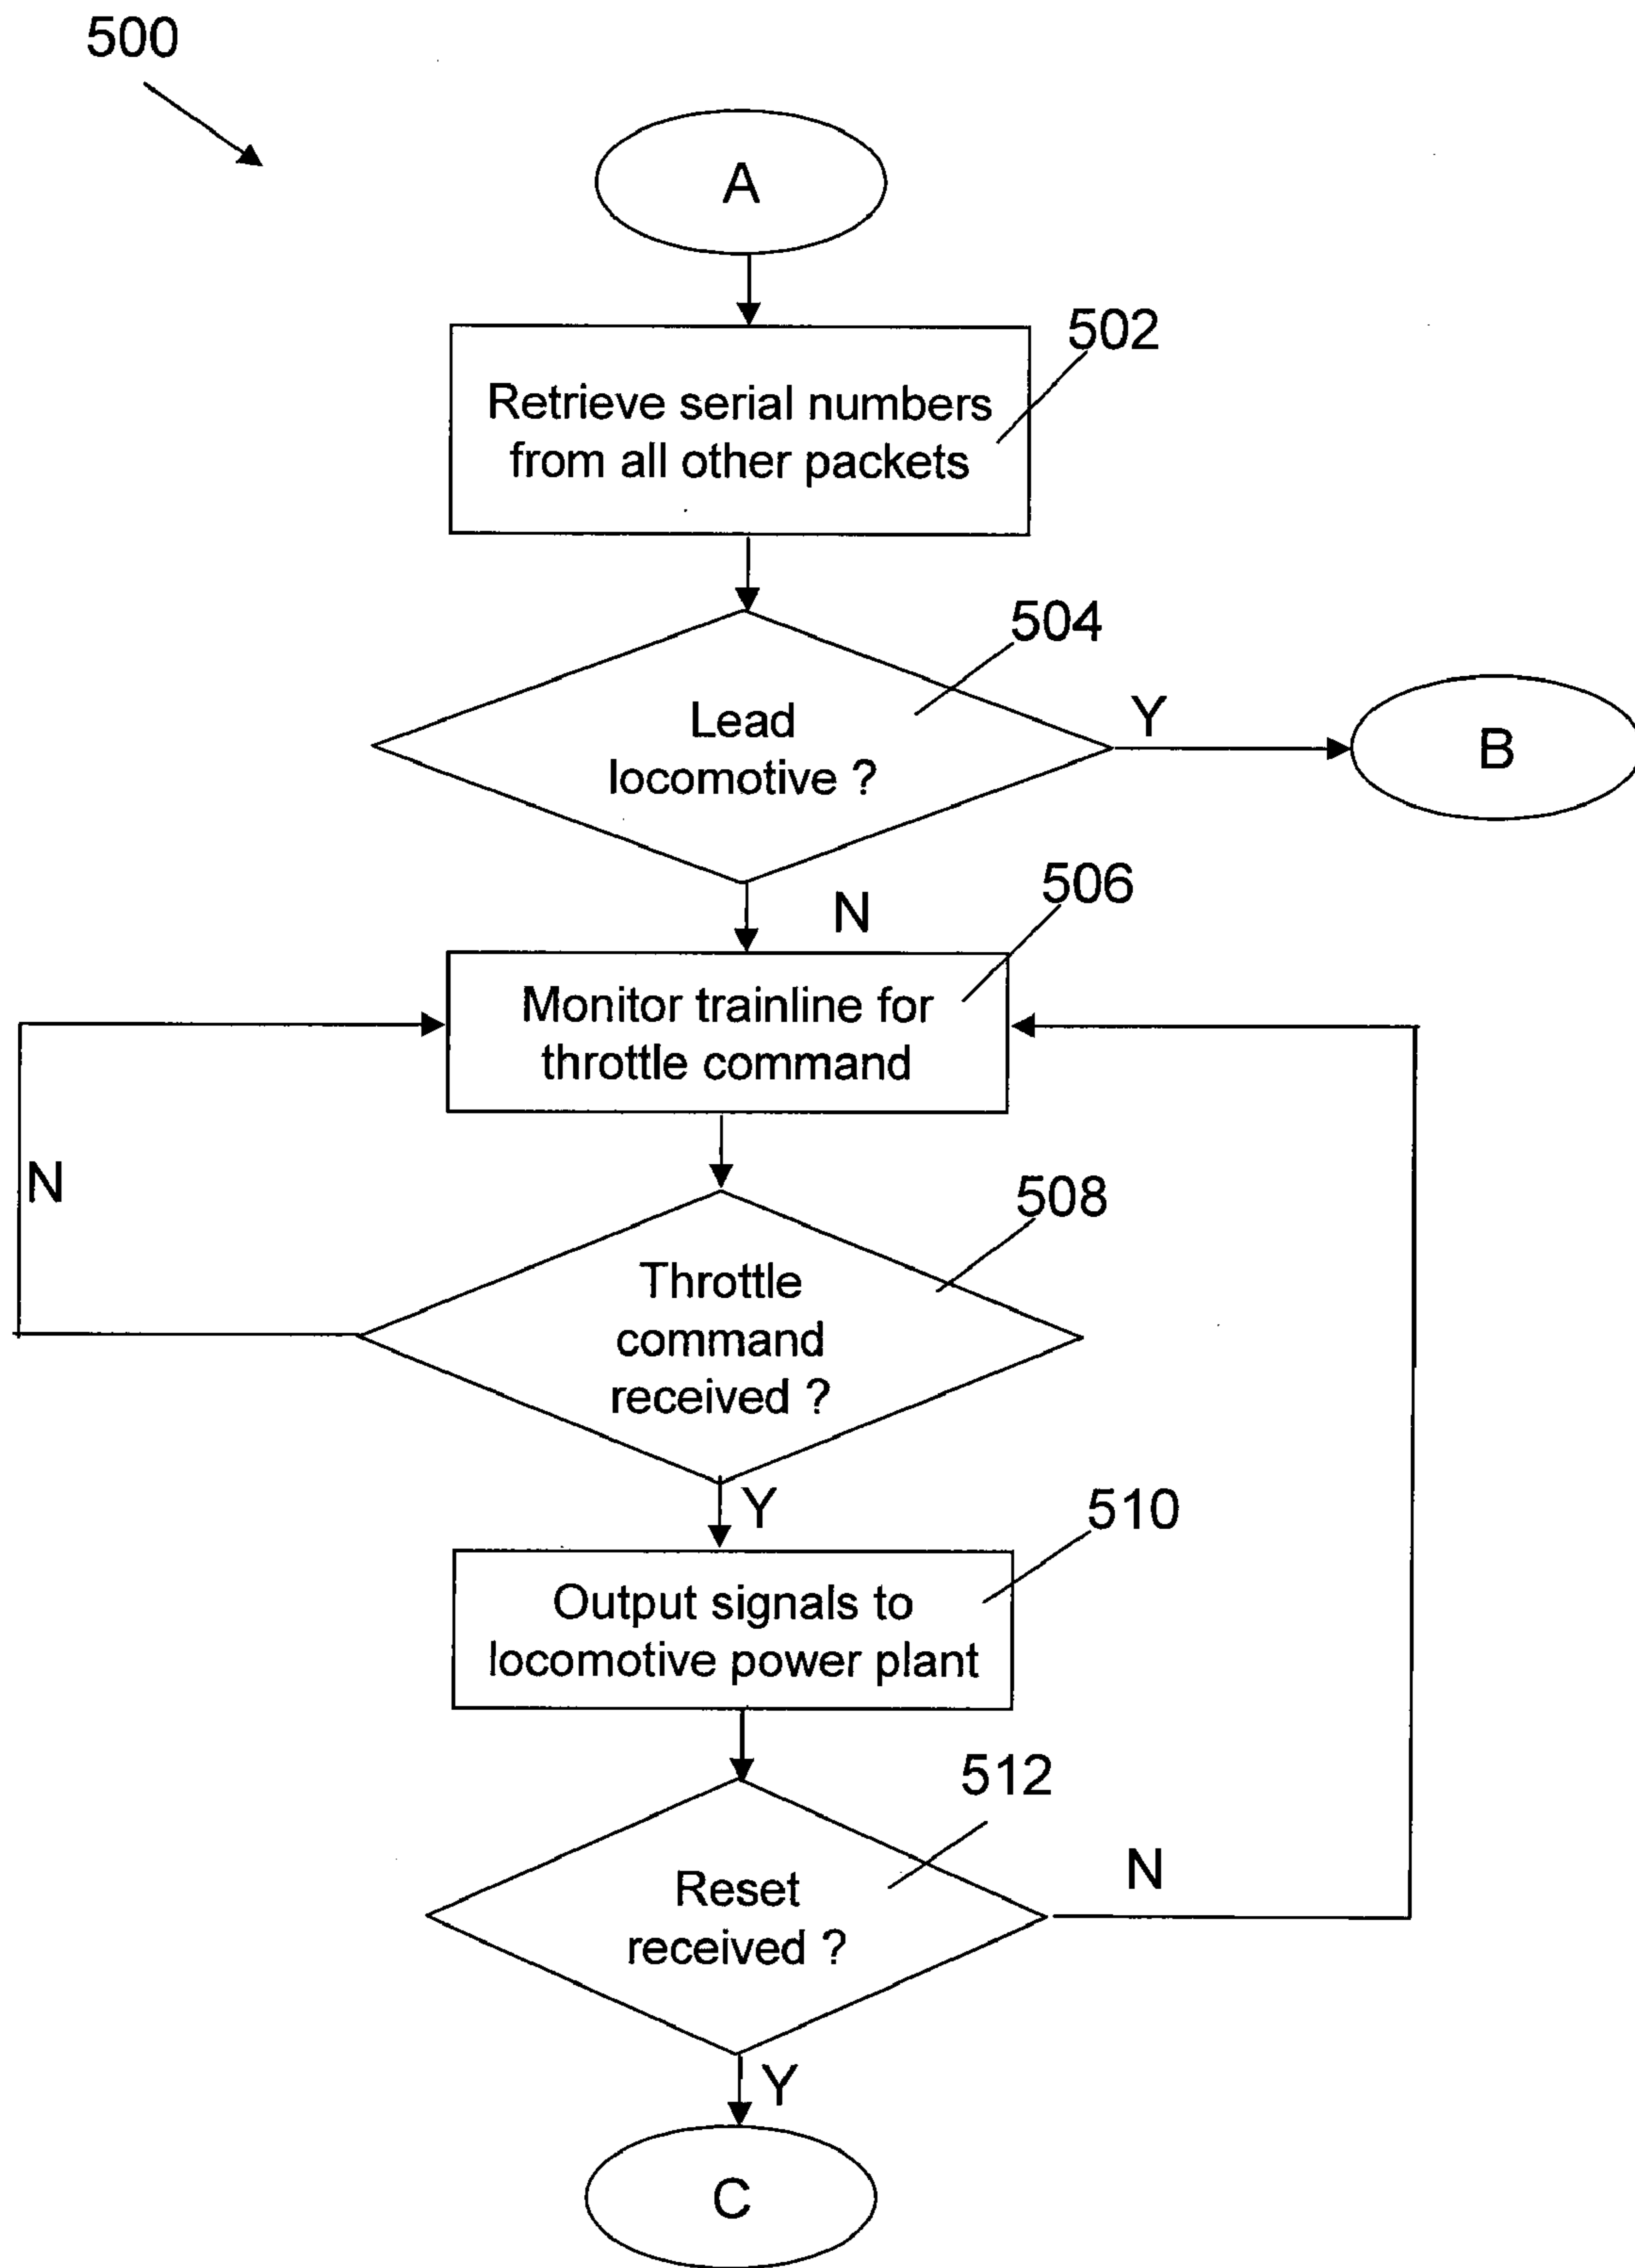 500
A
502
Retrieve serial numbers
from all other packets
504
Lead
locomotive ?
Y
B
N
506
Monitor trainline for
throttle command
N
508
Throttle
command
received ?
Y
510
Output signals to
locomotive power plant
512
Reset
received ?
N
Y
C